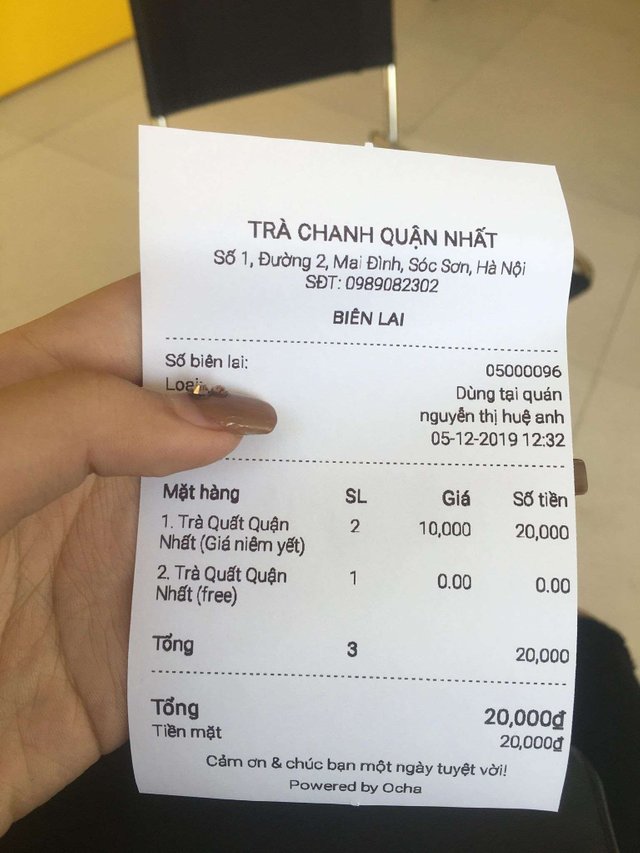 TRÀ CHANH QUẬN NHẤT
Số 1, Đường 2, Mai Đình, Sóc Sơn, Hà Nội
SĐT: 0989082302
BIÊN LAI
Số biên lai: 05000096
Dùng tại quán
nguyễn thị huệ anh
05-12-2019 12:32
Mặt hàng SL Giá Số tiền
1. Trà Quất Quận 2 10,000 20,000
Nhất (Giá niêm yết)
2. Trà Quất Quận 1 0.00 0.00
Nhất (free)
Tổng 3 20,000
Tổng 20,000₫
Tiền mặt 20,000₫
Cảm ơn & chúc bạn một ngày tuyệt vời!
Powered by Ocha